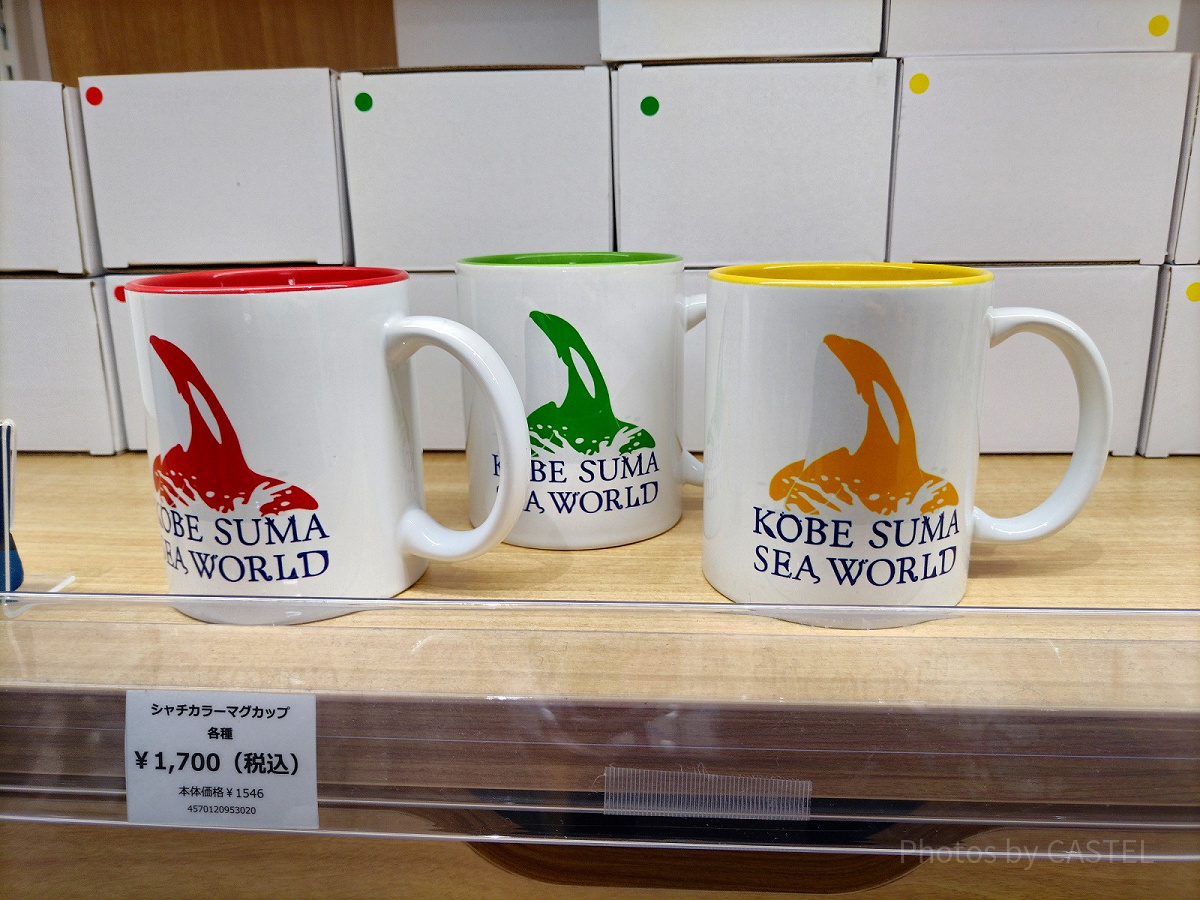 KOBE SUMA
SEA WORLD
KOBE SUMA
SEA WORLD
KOBE SUMA
SEA WORLD
シャチカラーマグカップ
各種
¥1,700（税込）
本体価格¥1546
4570120953020
Photos by CASTEL